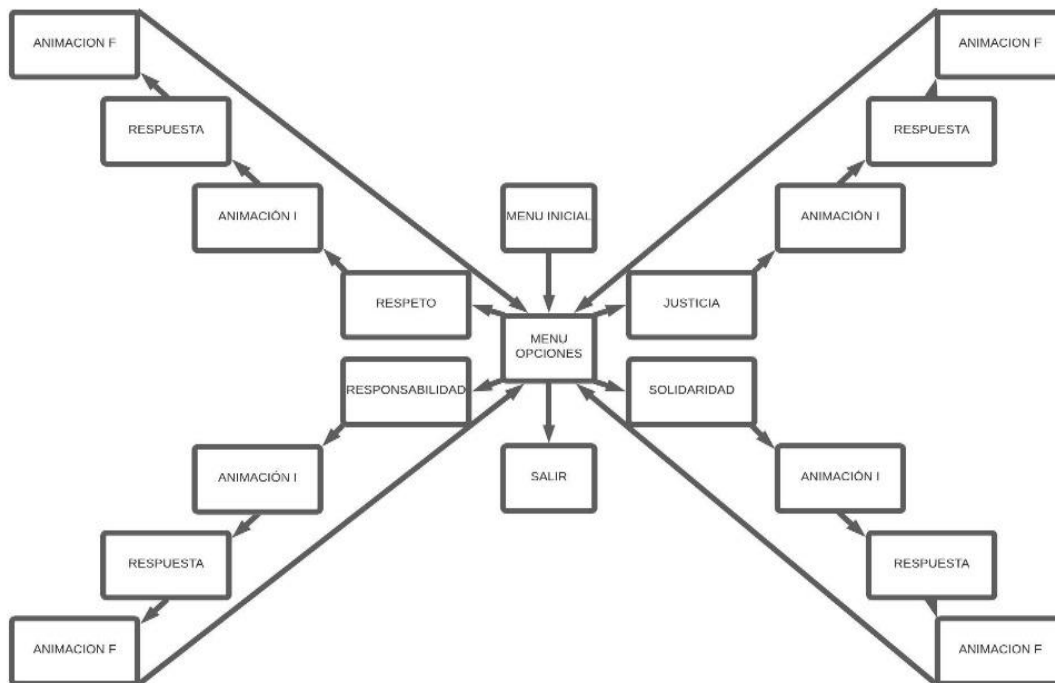 ANIMACION F
ANIMACION F
RESPUESTA
RESPUESTA
ANIMACIÓN I
MENU INICIAL
ANIMACIÓN I
RESPETO
JUSTICIA
MENU
OPCIONES
RESPONSABILIDAD
SOLIDARIDAD
ANIMACIÓN I
SALIR
ANIMACIÓN I
RESPUESTA
RESPUESTA
ANIMACION F
ANIMACION F